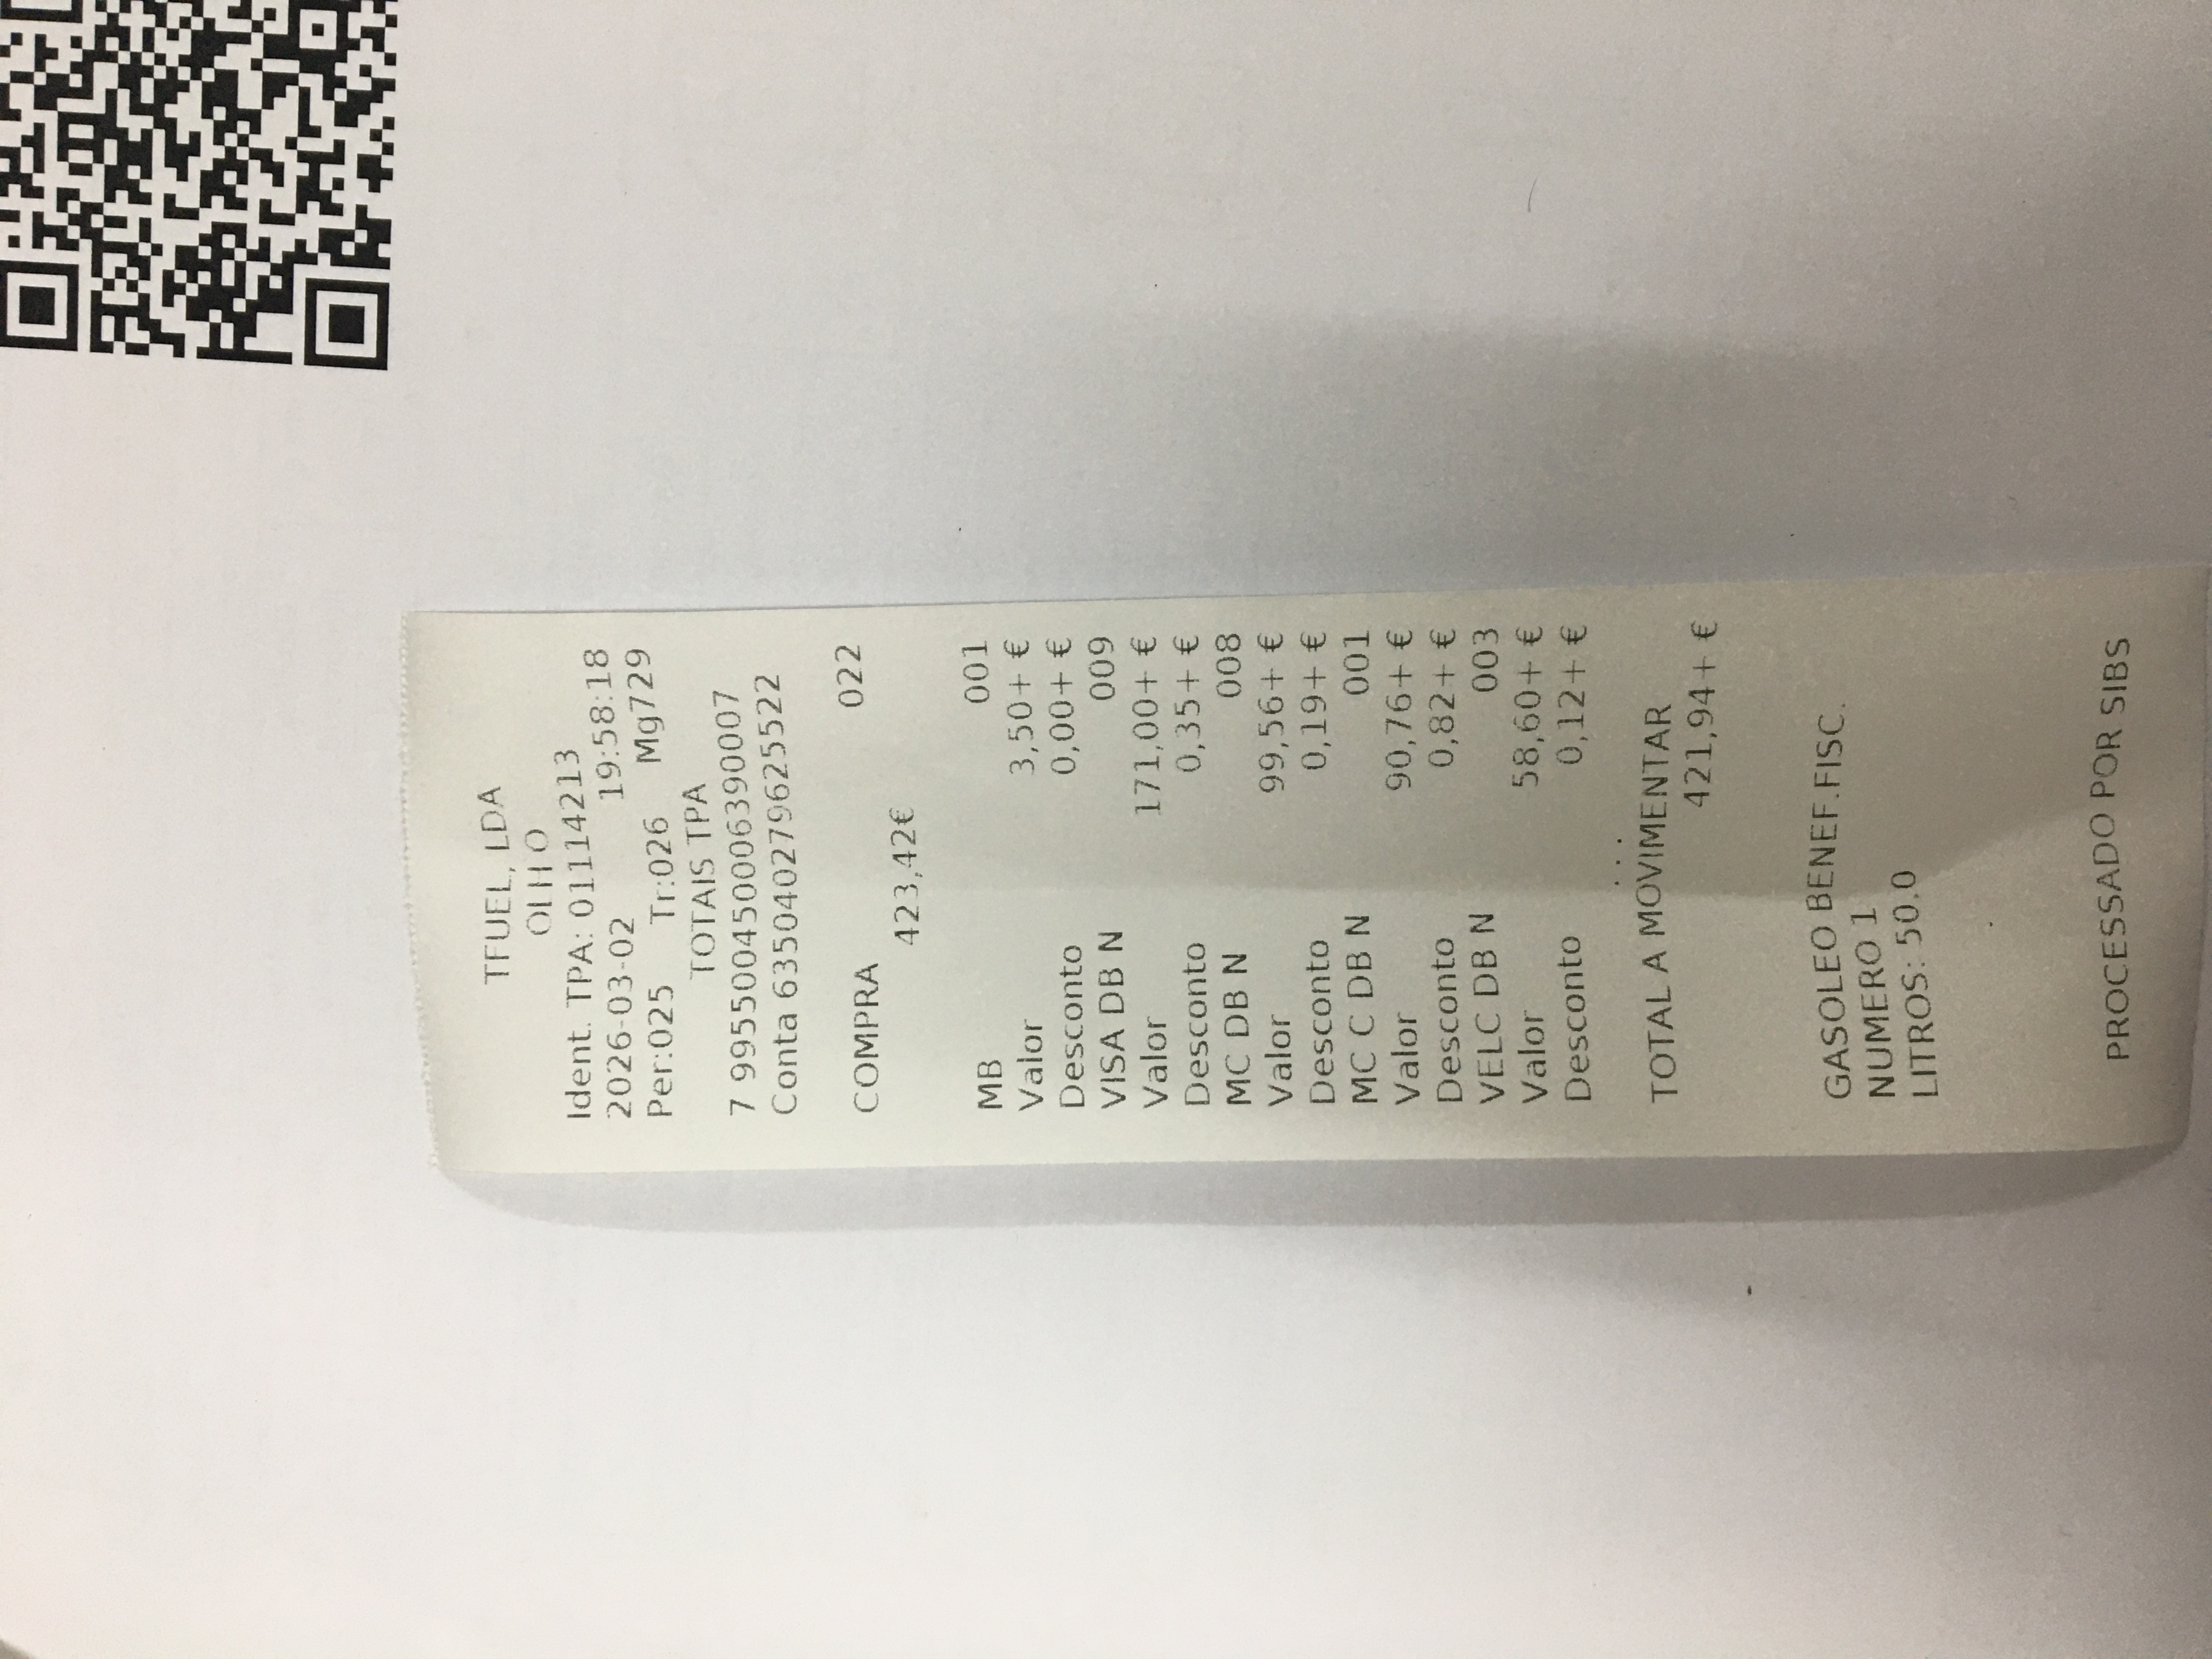 TFUEL, LDA
OLHO
Ident. TPA: 01114213
2026-03-02 19:58:18
Per:025 Tr:026 Mg729
TOTAIS TPA
7 995500450006390007
Conta 63504027962552​2
COMPRA 022
423,42€
MB 001
Valor 3,50+ €
Desconto 0,00+ €
VISA DB N 009
Valor 171,00+ €
Desconto 0,35+ €
MC DB N 008
Valor 99,56+ €
Desconto 0,19+ €
MC C DB N 001
Valor 90,76+ €
Desconto 0,82+ €
VELC DB N 003
Valor 58,60+ €
Desconto 0,12+ €
TOTAL A MOVIMENTAR
421,94+ €
GASOLEO BENEF.FISC.
NUMERO 1
LITROS: 50.0
PROCESSADO POR SIBS